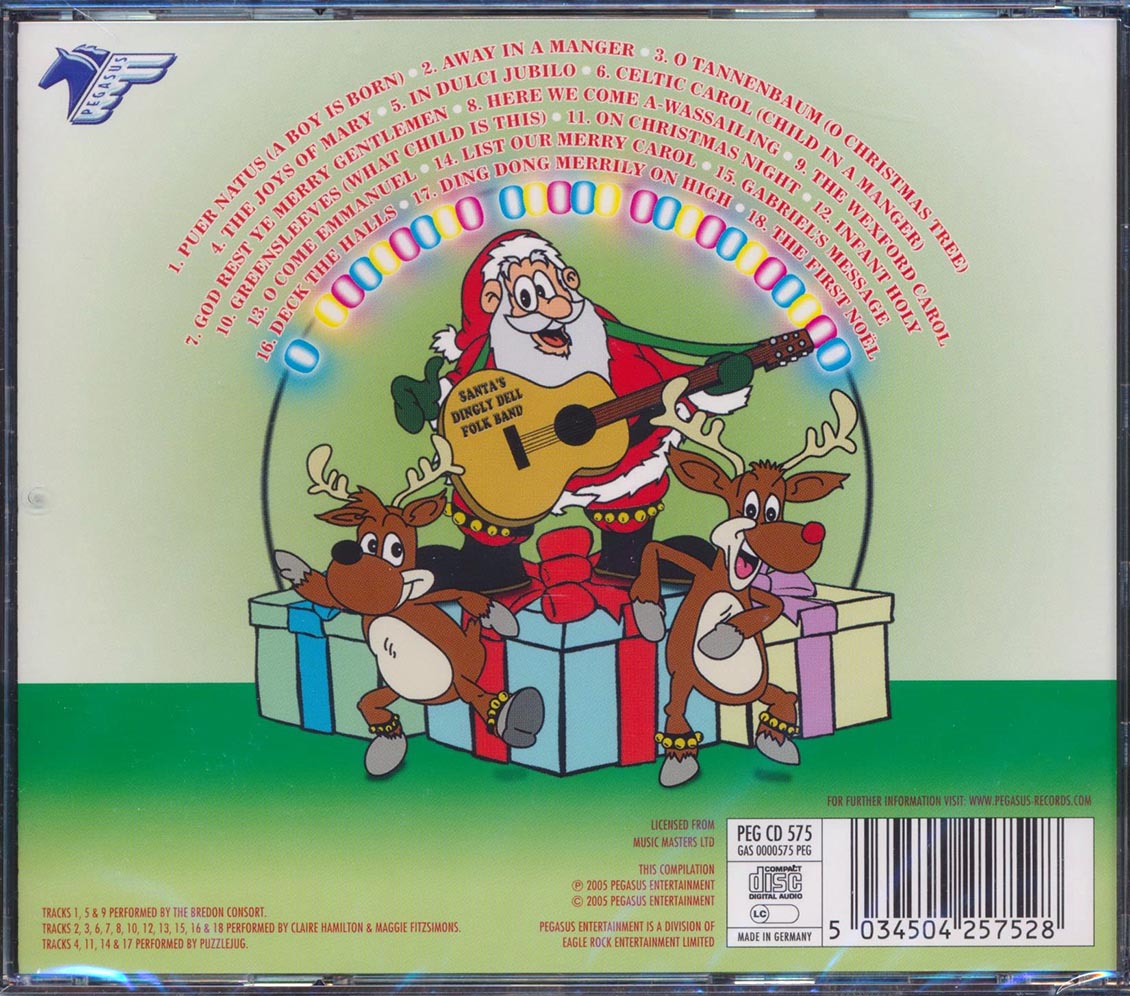 PEGASUS
1. PUER NATUS (A BOY IS BORN) • 2. AWAY IN A MANGER • 3. O TANNENBAUM (O CHRISTMAS TREE)
4. THE JOYS OF MARY • 5. IN DULCI JUBILO • 6. CELTIC CAROL (CHILD IN A MANGER)
7. GOD REST YE MERRY GENTLEMEN • 8. HERE WE COME A-WASSAILING • 9. THE WEXFORD CAROL
10. GREENSLEEVES (WHAT CHILD IS THIS) • 11. ON CHRISTMAS NIGHT • 12. INFANT HOLY
13. O COME EMMANUEL • 14. LIST OUR MERRY CAROL • 15. GABRIEL'S MESSAGE
16. DECK THE HALLS • 17. DING DONG MERRILY ON HIGH • 18. THE FIRST NOËL
SANTA'S
DINGLY DELL
FOLK BAND
FOR FURTHER INFORMATION VISIT: WWW.PEGASUS-RECORDS.COM
LICENSED FROM
MUSIC MASTERS LTD
THIS COMPILATION
℗ 2005 PEGASUS ENTERTAINMENT
© 2005 PEGASUS ENTERTAINMENT
PEGASUS ENTERTAINMENT IS A DIVISION OF
EAGLE ROCK ENTERTAINMENT LIMITED
PEG CD 575
GAS 0000575 PEG
COMPACT
disc
DIGITAL AUDIO
LC
MADE IN GERMANY
5 034504 257528
TRACKS 1, 5 & 9 PERFORMED BY THE BREDON CONSORT.
TRACKS 2, 3, 6, 7, 8, 10, 12, 13, 15, 16 & 18 PERFORMED BY CLAIRE HAMILTON & MAGGIE FITZSIMONS.
TRACKS 4, 11, 14 & 17 PERFORMED BY PUZZLEJUG.